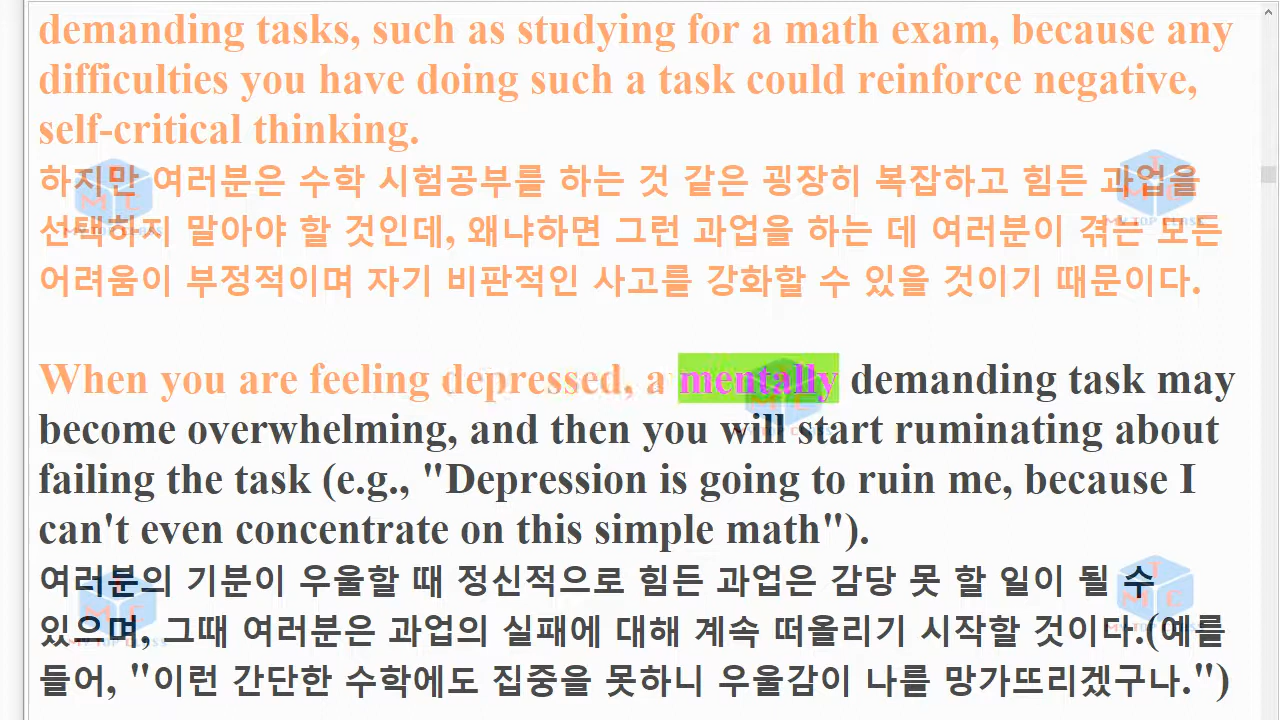 demanding tasks, such as studying for a math exam, because any
difficulties you have doing such a task could reinforce negative,
self-critical thinking.
하지만 여러분은 수학 시험공부를 하는 것 같은 굉장히 복잡하고 힘든 과업을
선택하지 말아야 할 것인데, 왜냐하면 그런 과업을 하는 데 여러분이 겪는 모든
어려움이 부정적이며 자기 비판적인 사고를 강화할 수 있을 것이기 때문이다.
When you are feeling depressed, a mentally demanding task may
become overwhelming, and then you will start ruminating about
failing the task (e.g., "Depression is going to ruin me, because I
can't even concentrate on this simple math").
여러분의 기분이 우울할 때 정신적으로 힘든 과업은 감당 못 할 일이 될 수
있으며, 그때 여러분은 과업의 실패에 대해 계속 떠올리기 시작할 것이다.(예를
들어, "이런 간단한 수학에도 집중을 못하니 우울감이 나를 망가뜨리겠구나.")